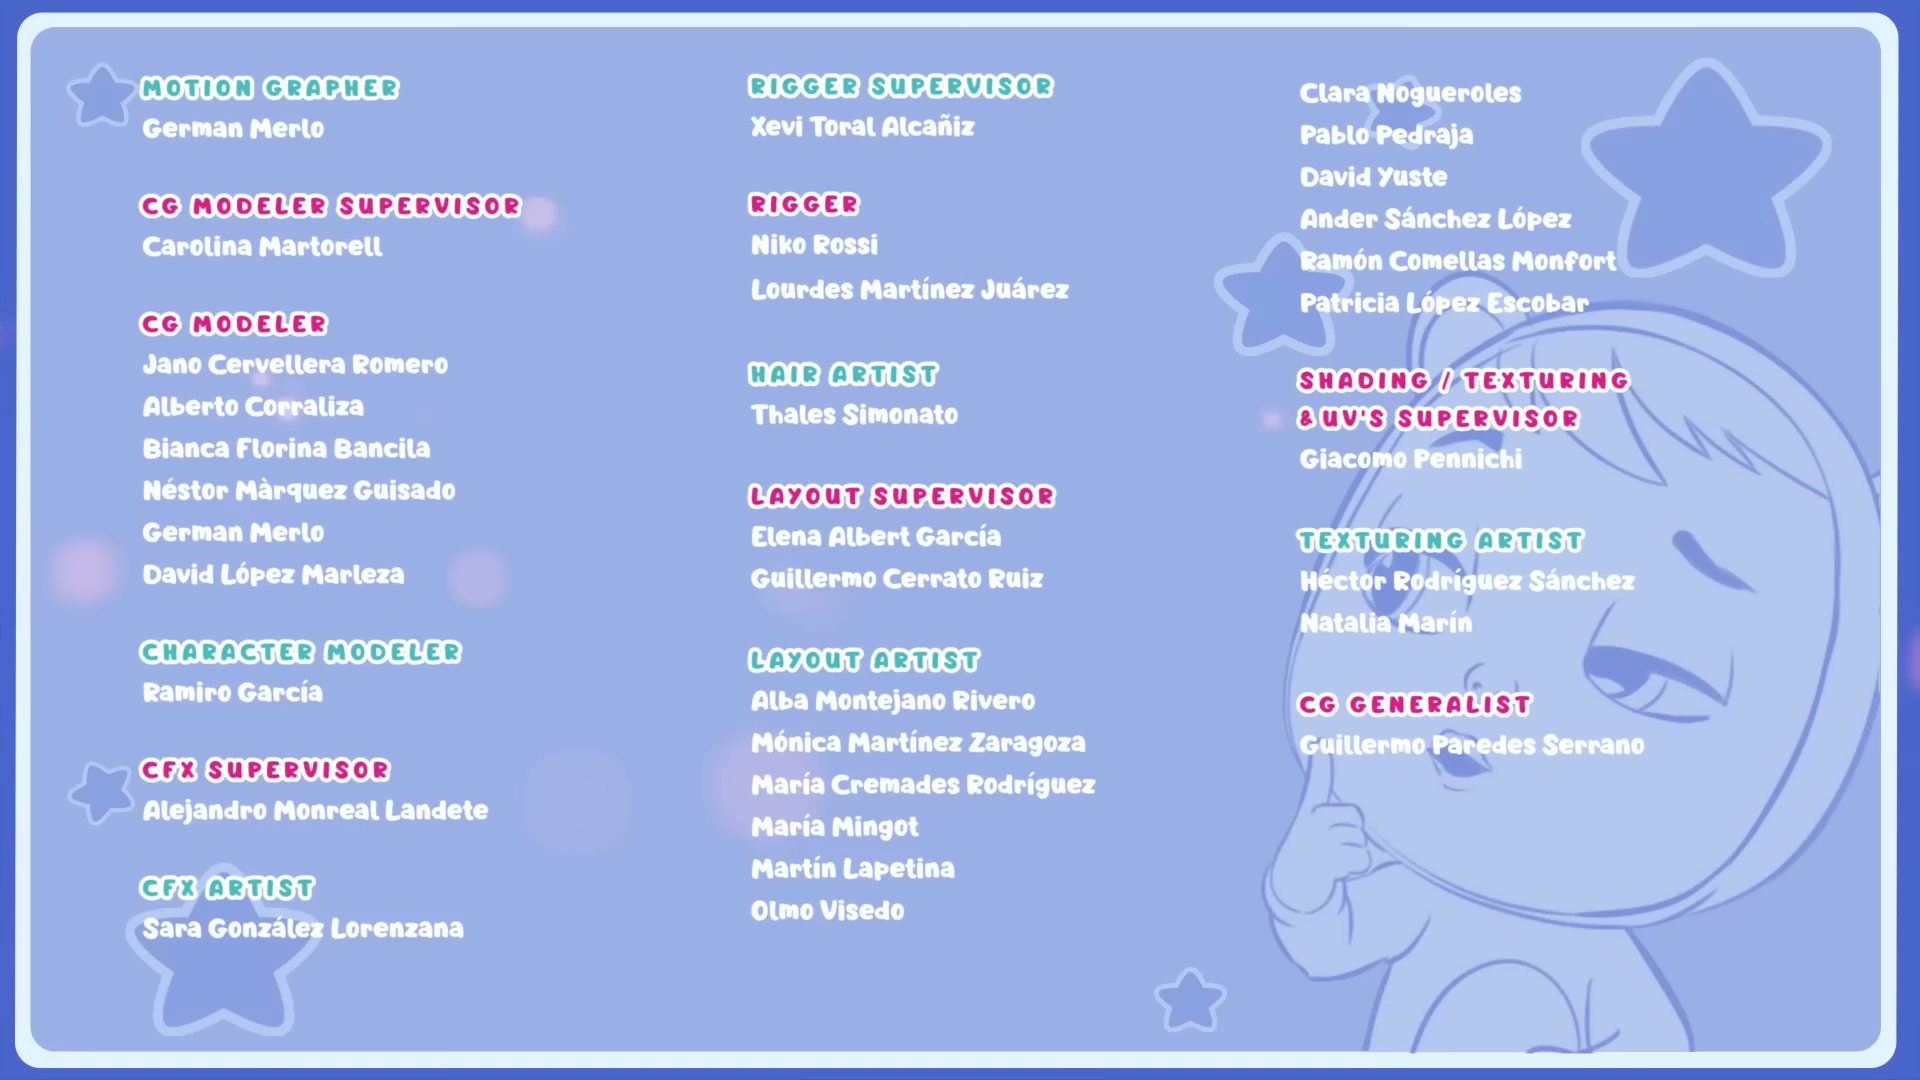 MOTION GRAPHER
German Merlo
CG MODELER SUPERVISOR
Carolina Martorell
CG MODELER
Jano Cervellera Romero
Alberto Corraliza
Bianca Florina Bancila
Néstor Màrquez Guisado
German Merlo
David López Marleza
CHARACTER MODELER
Ramiro García
CFX SUPERVISOR
Alejandro Monreal Landete
CFX ARTIST
Sara González Lorenzana
RIGGER SUPERVISOR
Xevi Toral Alcañiz
RIGGER
Niko Rossi
Lourdes Martínez Juárez
HAIR ARTIST
Thales Simonato
LAYOUT SUPERVISOR
Elena Albert García
Guillermo Cerrato Ruiz
LAYOUT ARTIST
Alba Montejano Rivero
Mónica Martínez Zaragoza
María Cremades Rodríguez
María Mingot
Martín Lapetina
Olmo Visedo
Clara Nogueroles
Pablo Pedraja
David Yuste
Ander Sánchez López
Ramón Comellas Monfort
Patricia López Escobar
SHADING / TEXTURING
& UV'S SUPERVISOR
Giacomo Pennichi
TEXTURING ARTIST
Héctor Rodríguez Sánchez
Natalia Marín
CG GENERALIST
Guillermo Paredes Serrano